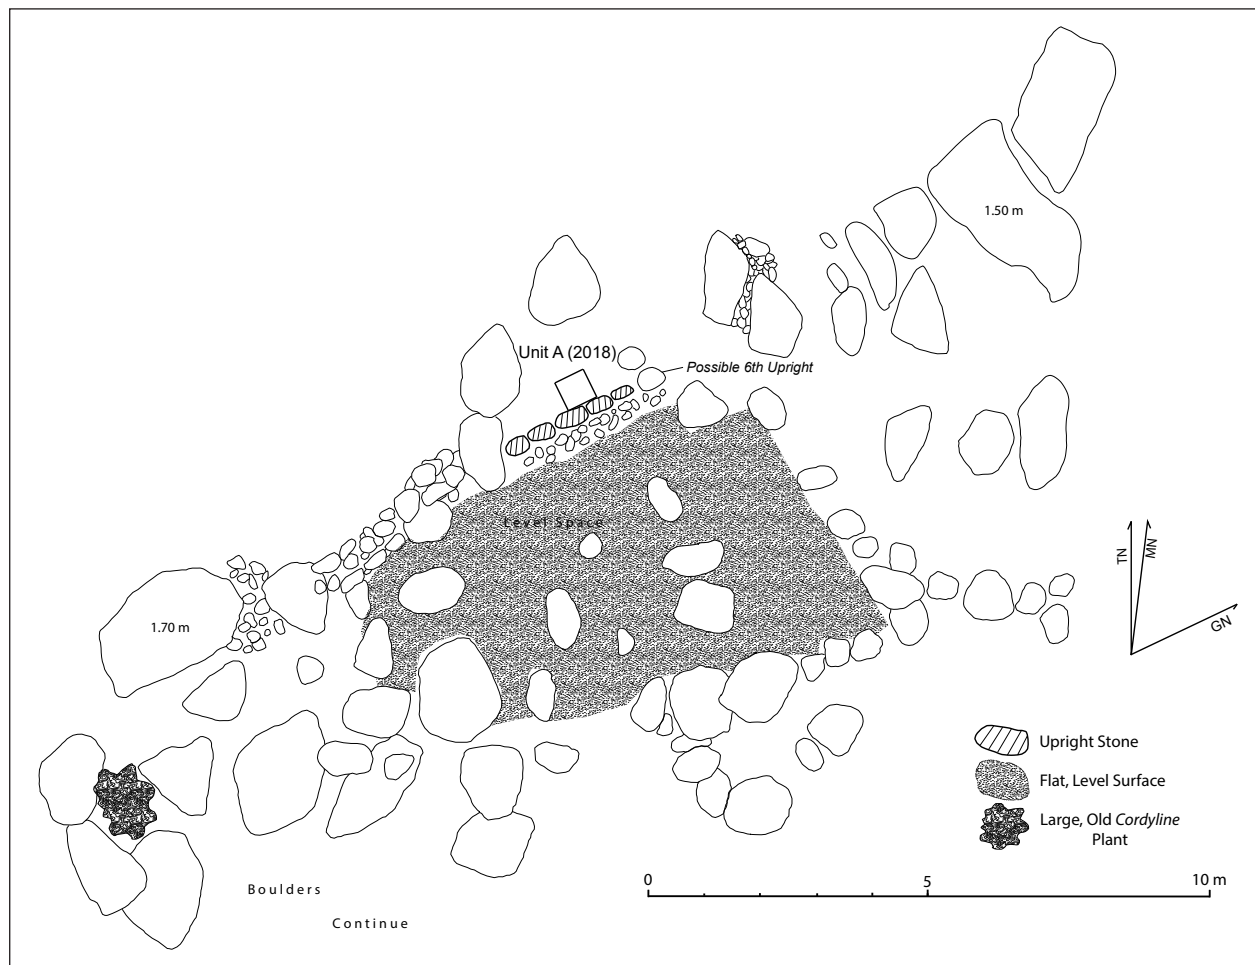 1.50 m
Unit A (2018)
Possible 6th Upright
Level Space
TN
MN
GN
1.70 m
Upright Stone
Flat, Level Surface
Large, Old Cordyline
Plant
Boulders
Continue
0
5
10 m